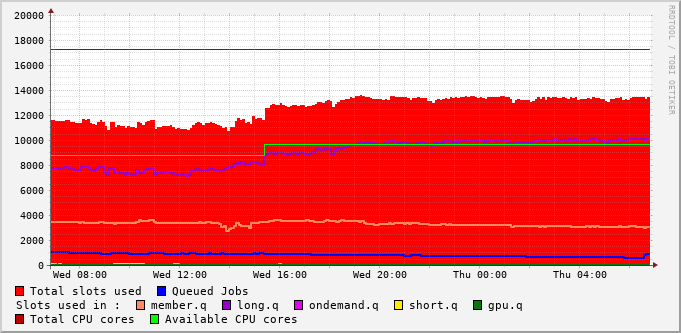 RRDTOOL / TOBI OETIKER
20000
18000
16000
14000
12000
10000
8000
6000
4000
2000
0
Wed 08:00 Wed 12:00 Wed 16:00 Wed 20:00 Thu 00:00 Thu 04:00
Total slots used Queued Jobs
Slots used in : member.q long.q ondemand.q short.q gpu.q
Total CPU cores Available CPU cores